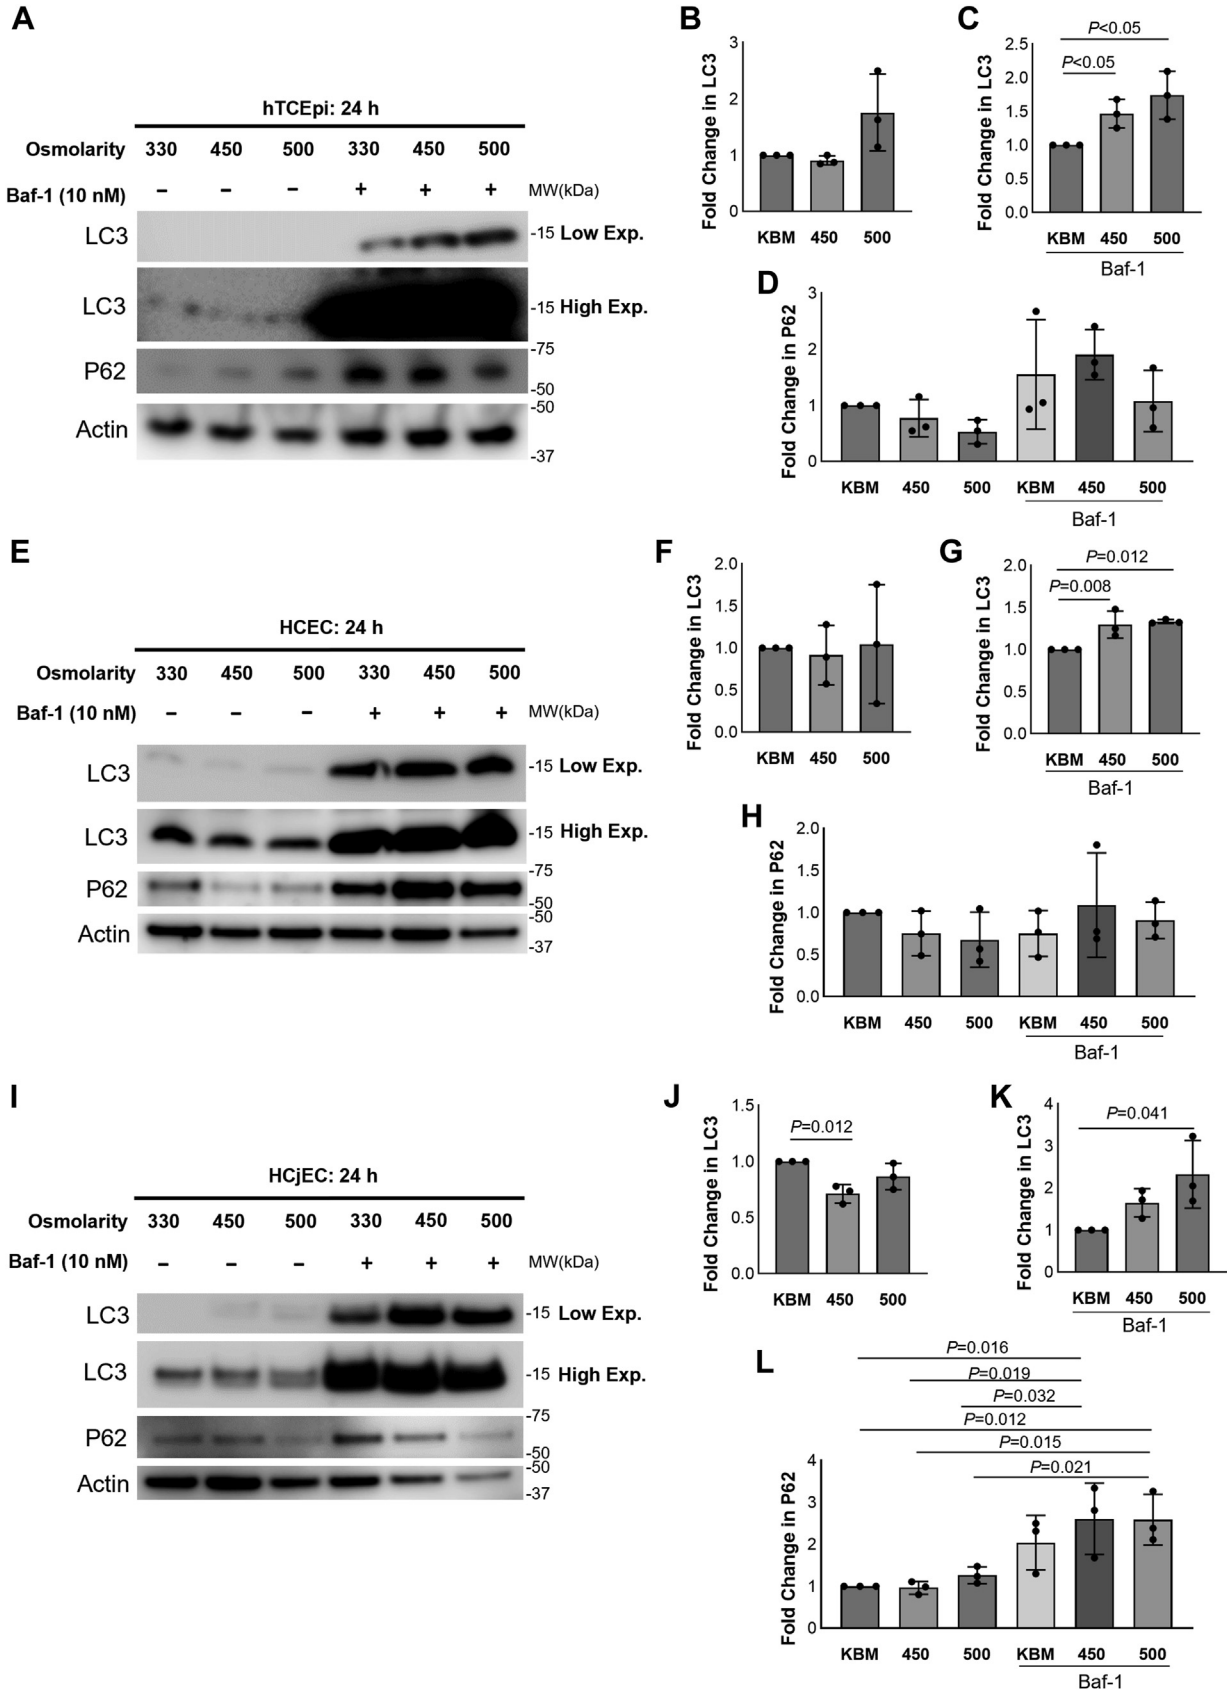 A
hTCEpi: 24 h
Osmolarity 330 450 500 330 450 500
Baf-1 (10 nM) – – – + + + MW(kDa)
LC3 -15 Low Exp.
LC3 -15 High Exp.
-75
P62
-50
-50
Actin
-37
B
Fold Change in LC3
3
2
1
0
KBM 450 500
C
Fold Change in LC3
P<0.05
P<0.05
2.5
2.0
1.5
1.0
0.5
0.0
KBM 450 500
Baf-1
D
Fold Change in P62
3
2
1
0
KBM 450 500 KBM 450 500
Baf-1
E
HCEC: 24 h
Osmolarity 330 450 500 330 450 500
Baf-1 (10 nM) – – – + + + MW(kDa)
LC3 -15 Low Exp.
LC3 -15 High Exp.
-75
P62
-50
-50
Actin
-37
F
Fold Change in LC3
2.0
1.5
1.0
0.5
0.0
KBM 450 500
G
Fold Change in LC3
P=0.012
P=0.008
2.0
1.5
1.0
0.5
0.0
KBM 450 500
Baf-1
H
Fold Change in P62
2.0
1.5
1.0
0.5
0.0
KBM 450 500 KBM 450 500
Baf-1
I
HCjEC: 24 h
Osmolarity 330 450 500 330 450 500
Baf-1 (10 nM) – – – + + + MW(kDa)
LC3 -15 Low Exp.
LC3 -15 High Exp.
-75
P62
-50
-50
Actin
-37
J
Fold Change in LC3
P=0.012
1.5
1.0
0.5
0.0
KBM 450 500
K
Fold Change in LC3
P=0.041
4
3
2
1
0
KBM 450 500
Baf-1
L
P=0.016
P=0.019
P=0.032
P=0.012
P=0.015
P=0.021
Fold Change in P62
4
3
2
1
0
KBM 450 500 KBM 450 500
Baf-1